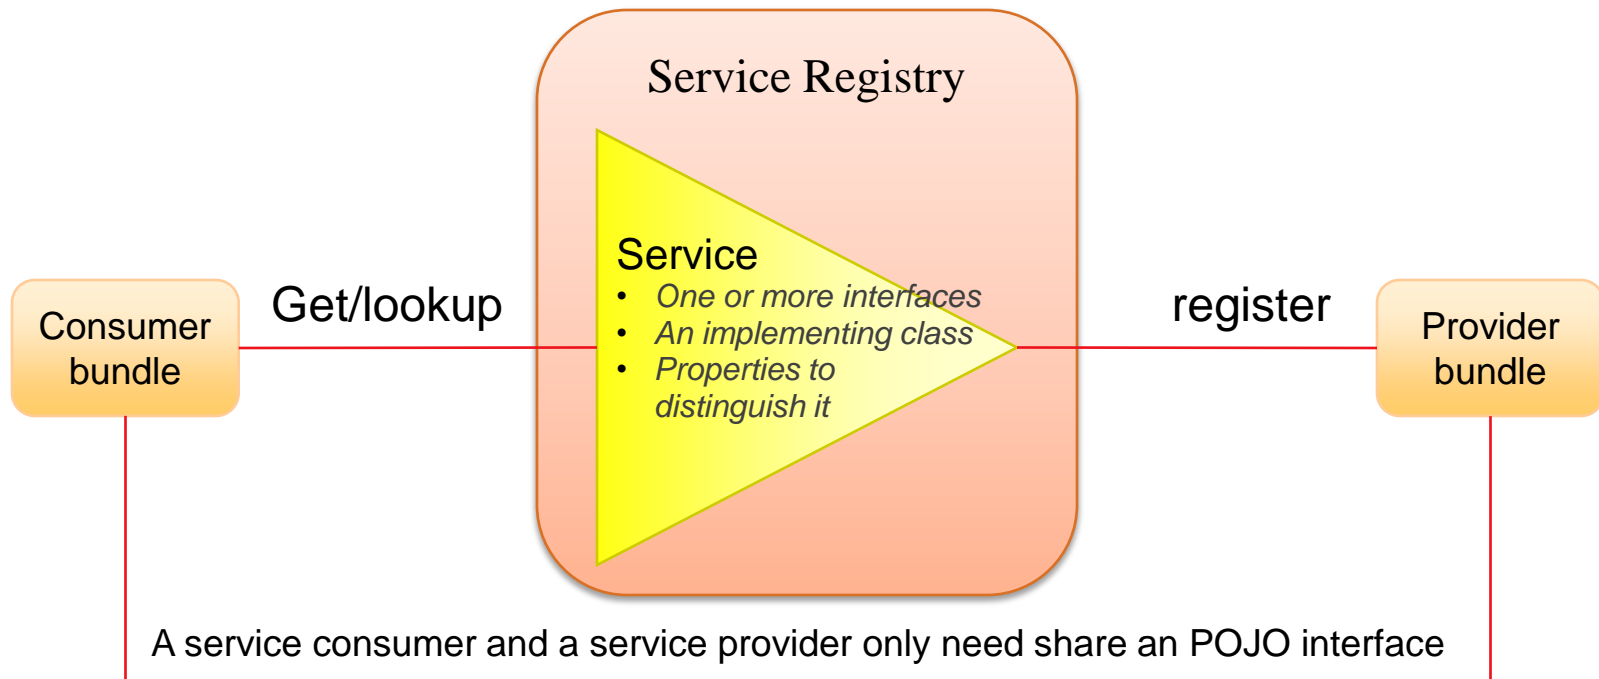 Service Registry
Service
• One or more interfaces
• An implementing class
• Properties to
distinguish it
Get/lookup
register
Consumer
bundle
Provider
bundle
A service consumer and a service provider only need share an POJO interface